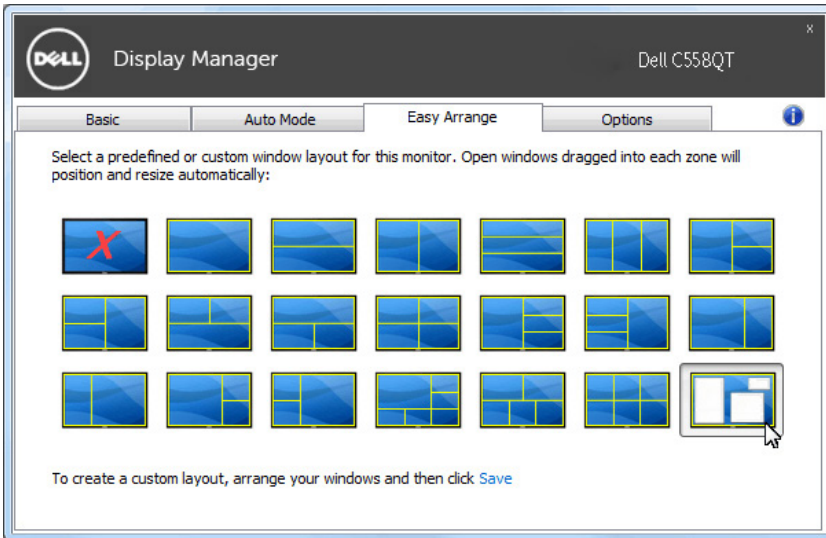 DELL Display Manager
x
Dell C558QT
Basic Auto Mode Easy Arrange Options
Select a predefined or custom window layout for this monitor. Open windows dragged into each zone will
position and resize automatically:
X
To create a custom layout, arrange your windows and then click Save